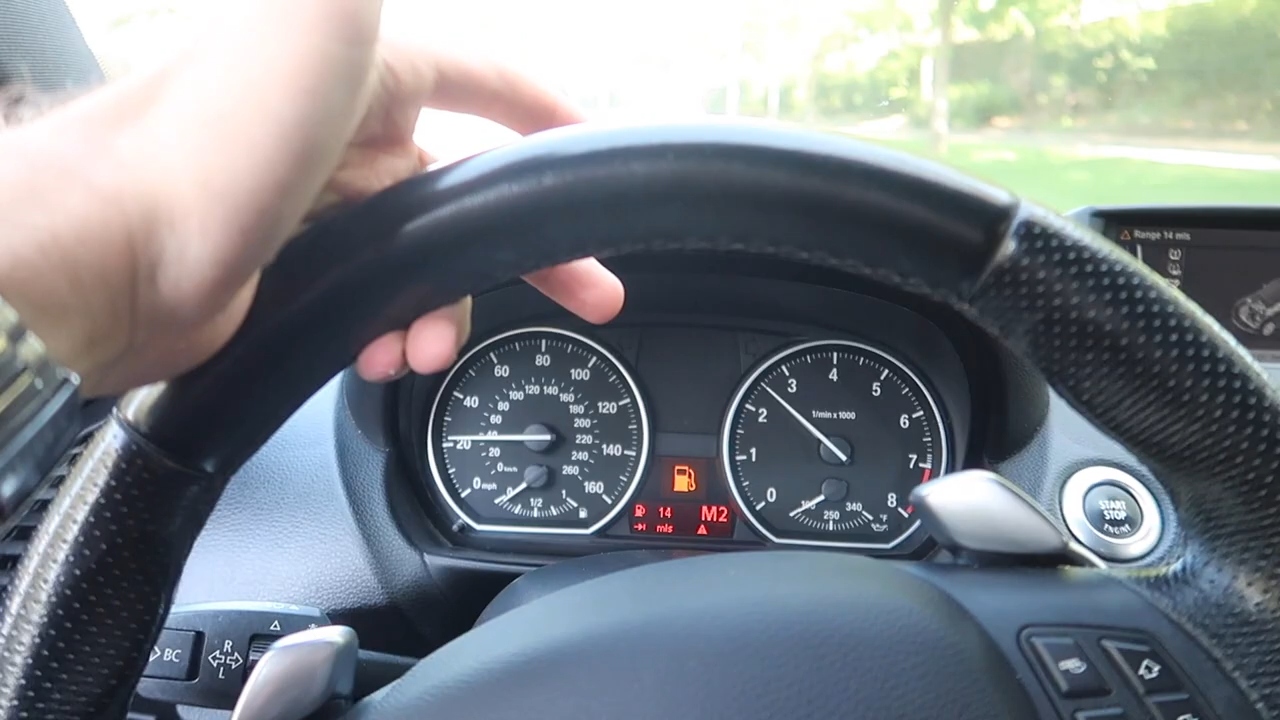 Range 14 mls
0 mph 20 40 60 80 100 120 140 160
0 km/h 20 40 60 80 100 120 140 160 180 200 220 240 260
0 1/2 1
14 M2
mls
1/min x 1000
0 1 2 3 4 5 6 7 8
250 340 °F
START
STOP
ENGINE
BC
R
L